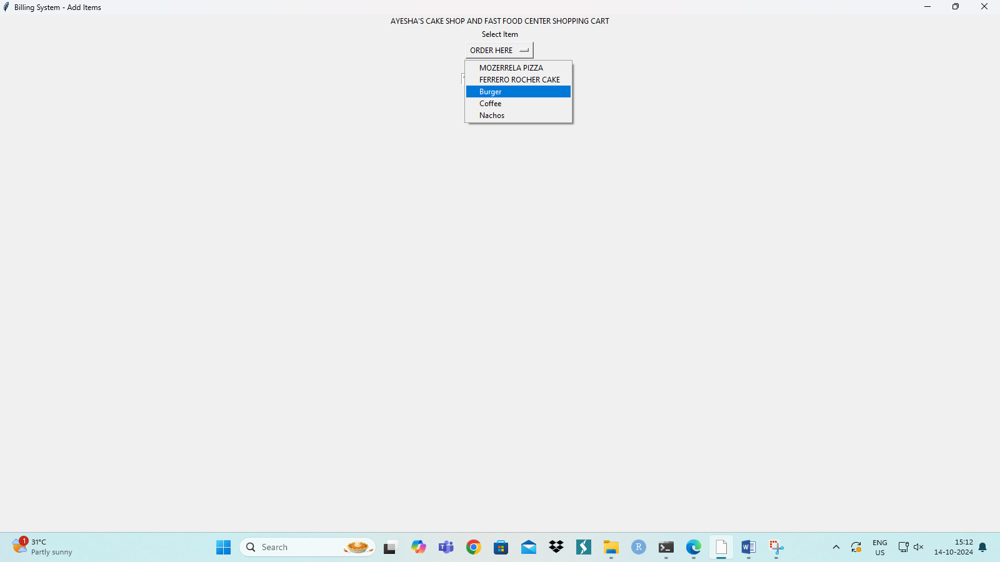 Billing System - Add Items
AYESHA'S CAKE SHOP AND FAST FOOD CENTER SHOPPING CART
Select Item
ORDER HERE
MOZERRELA PIZZA
FERRERO ROCHER CAKE
Burger
Coffee
Nachos
1
31°C
Partly sunny
Search
ENG
US
15:12
14-10-2024